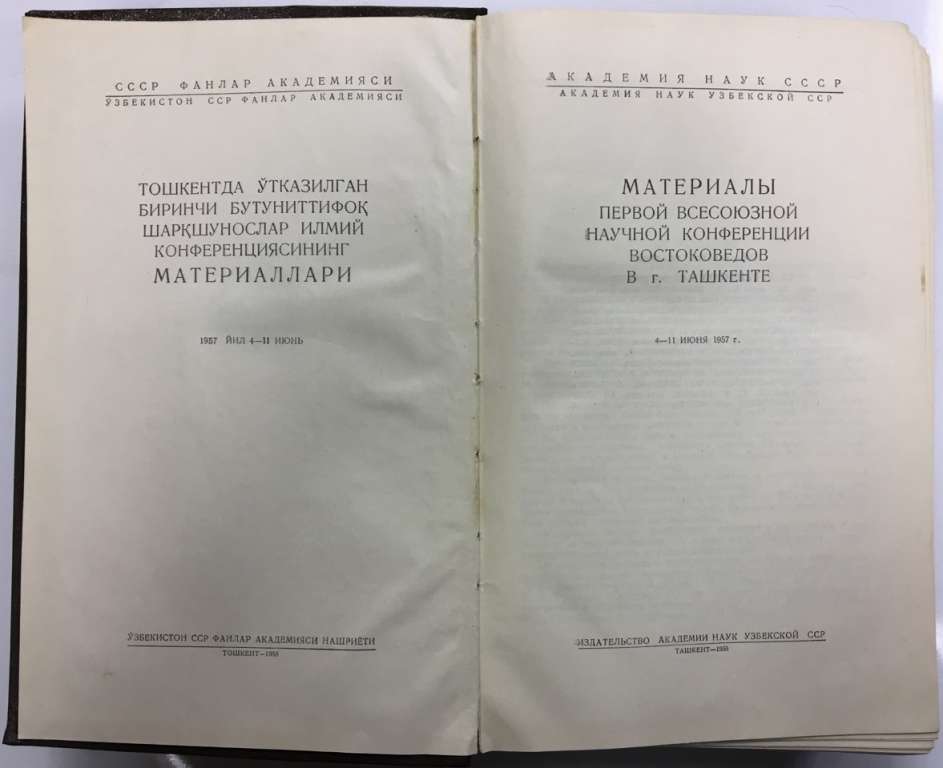 СССР ФАНЛАР АКАДЕМИЯСИ
ЎЗБЕКИСТОН ССР ФАНЛАР АКАДЕМИЯСИ
ТОШКЕНТДА ЎТКАЗИЛГАН
БИРИНЧИ БУТУНИТТИФОҚ
ШАРҚШУНОСЛАР ИЛМИЙ
КОНФЕРЕНЦИЯСИНИНГ
МАТЕРИАЛЛАРИ
1957 ЙИЛ 4—11 ИЮНЬ
ЎЗБЕКИСТОН ССР ФАНЛАР АКАДЕМИЯСИ НАШРИЁТИ
ТОШКЕНТ—1958
АКАДЕМИЯ НАУК СССР
АКАДЕМИЯ НАУК УЗБЕКСКОЙ ССР
МАТЕРИАЛЫ
ПЕРВОЙ ВСЕСОЮЗНОЙ
НАУЧНОЙ КОНФЕРЕНЦИИ
ВОСТОКОВЕДОВ
В г. ТАШКЕНТЕ
4—11 ИЮНЯ 1957 г.
ИЗДАТЕЛЬСТВО АКАДЕМИИ НАУК УЗБЕКСКОЙ ССР
ТАШКЕНТ—1958